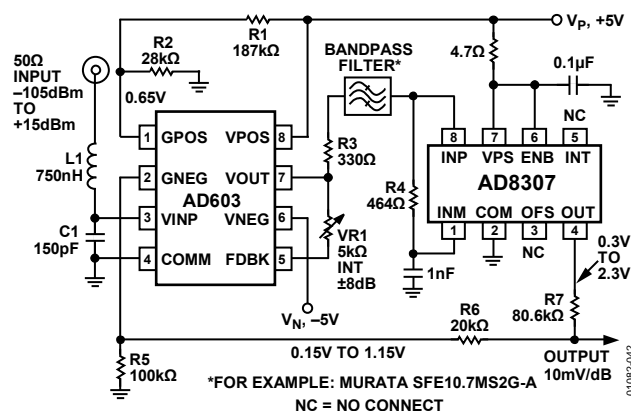 50Ω
INPUT
–105dBm
TO
+15dBm
R2
28kΩ
R1
187kΩ
0.65V
BANDPASS
FILTER*
4.7Ω
VP, +5V
0.1µF
NC
L1
750nH
C1
150pF
1 GPOS VPOS 8
2 GNEG VOUT 7
AD603
3 VINP VNEG 6
4 COMM FDBK 5
R3
330Ω
VR1
5kΩ
INT
±8dB
VN, –5V
R4
464Ω
8 7 6 5
INP VPS ENB INT
AD8307
INM COM OFS OUT
1 2 3 4
NC
1nF
0.3V
TO
2.3V
R7
80.6kΩ
R6
20kΩ
R5
100kΩ
0.15V TO 1.15V
OUTPUT
10mV/dB
*FOR EXAMPLE: MURATA SFE10.7MS2G-A
NC = NO CONNECT
01082-042